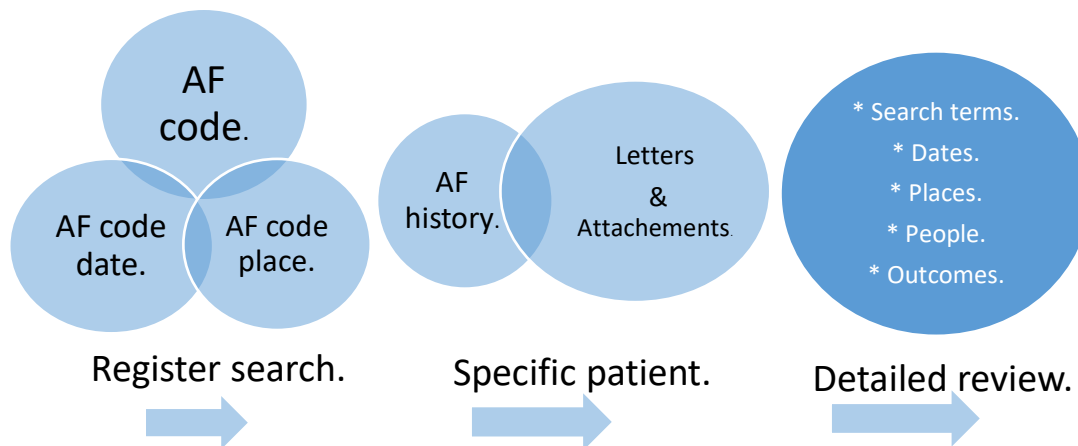 AF
code.
AF code
date.
AF code
place.
AF
history.
Letters
&
Attachements.
* Search terms.
* Dates.
* Places.
* People.
* Outcomes.
Register search.
Specific patient.
Detailed review.